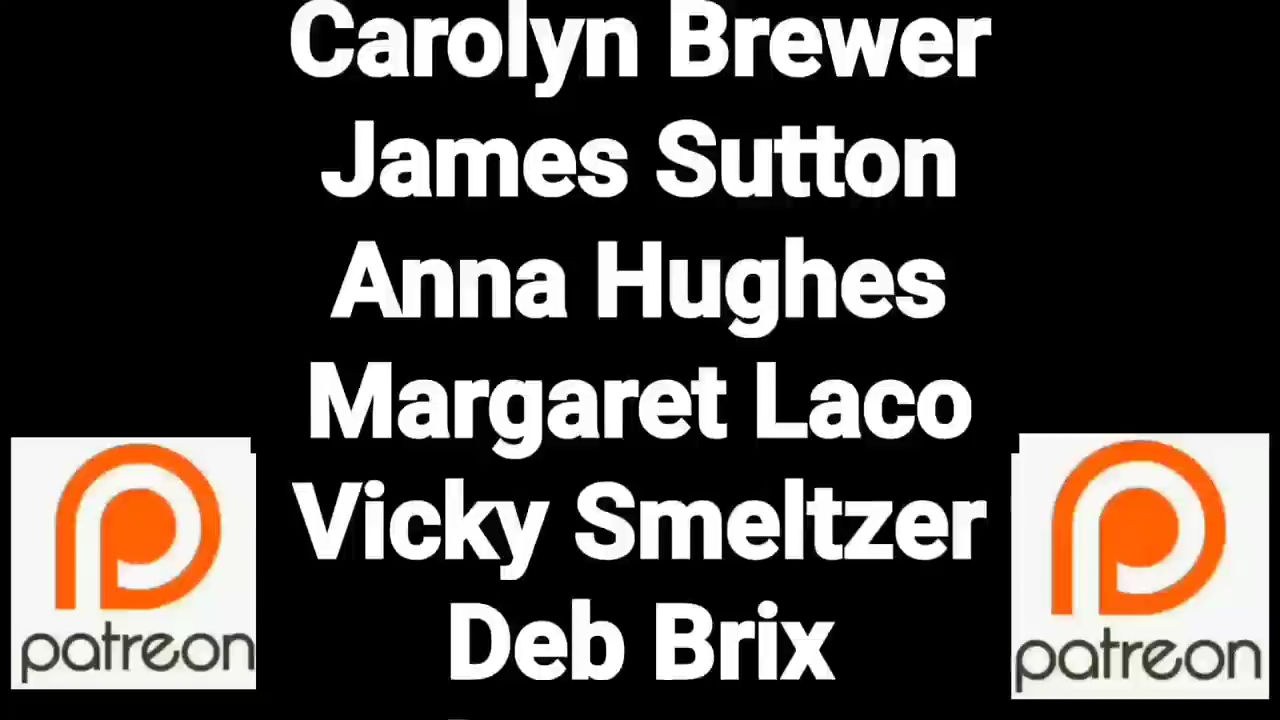 Carolyn Brewer
James Sutton
Anna Hughes
Margaret Laco
Vicky Smeltzer
Deb Brix
patreon
patreon